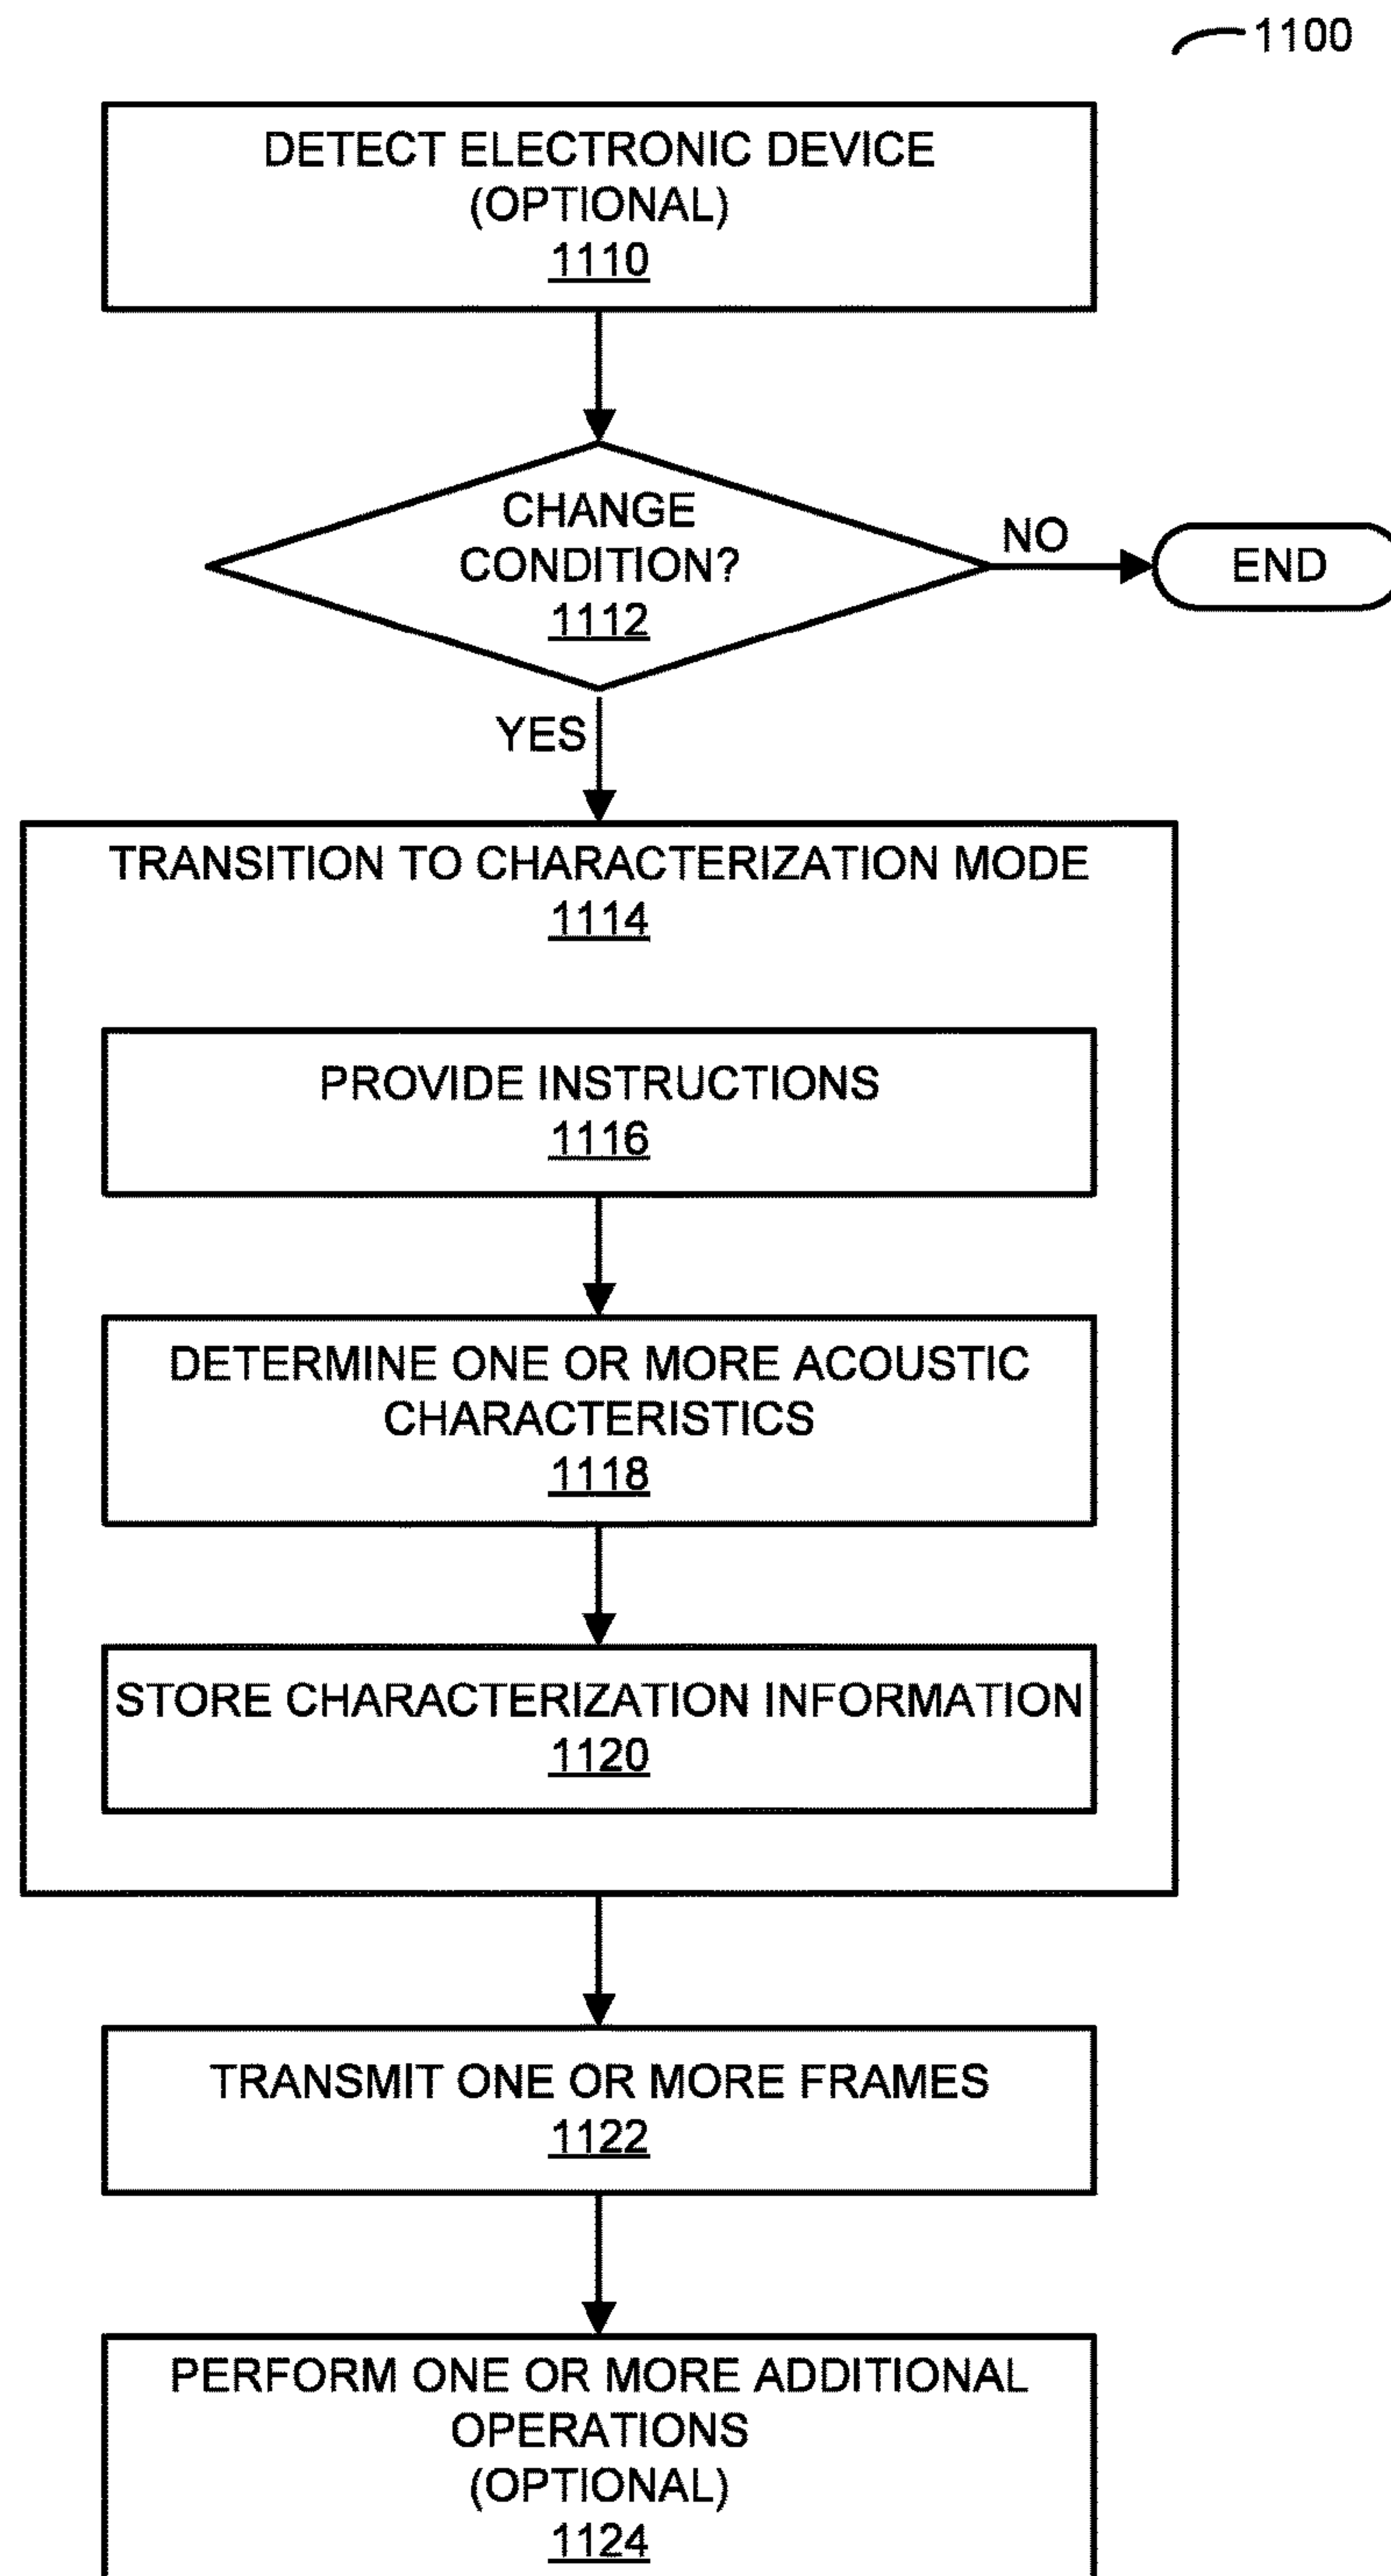 1100
DETECT ELECTRONIC DEVICE
(OPTIONAL)
1110
CHANGE
CONDITION?
1112
NO
END
YES
TRANSITION TO CHARACTERIZATION MODE
1114
PROVIDE INSTRUCTIONS
1116
DETERMINE ONE OR MORE ACOUSTIC
CHARACTERISTICS
1118
STORE CHARACTERIZATION INFORMATION
1120
TRANSMIT ONE OR MORE FRAMES
1122
PERFORM ONE OR MORE ADDITIONAL
OPERATIONS
(OPTIONAL)
1124